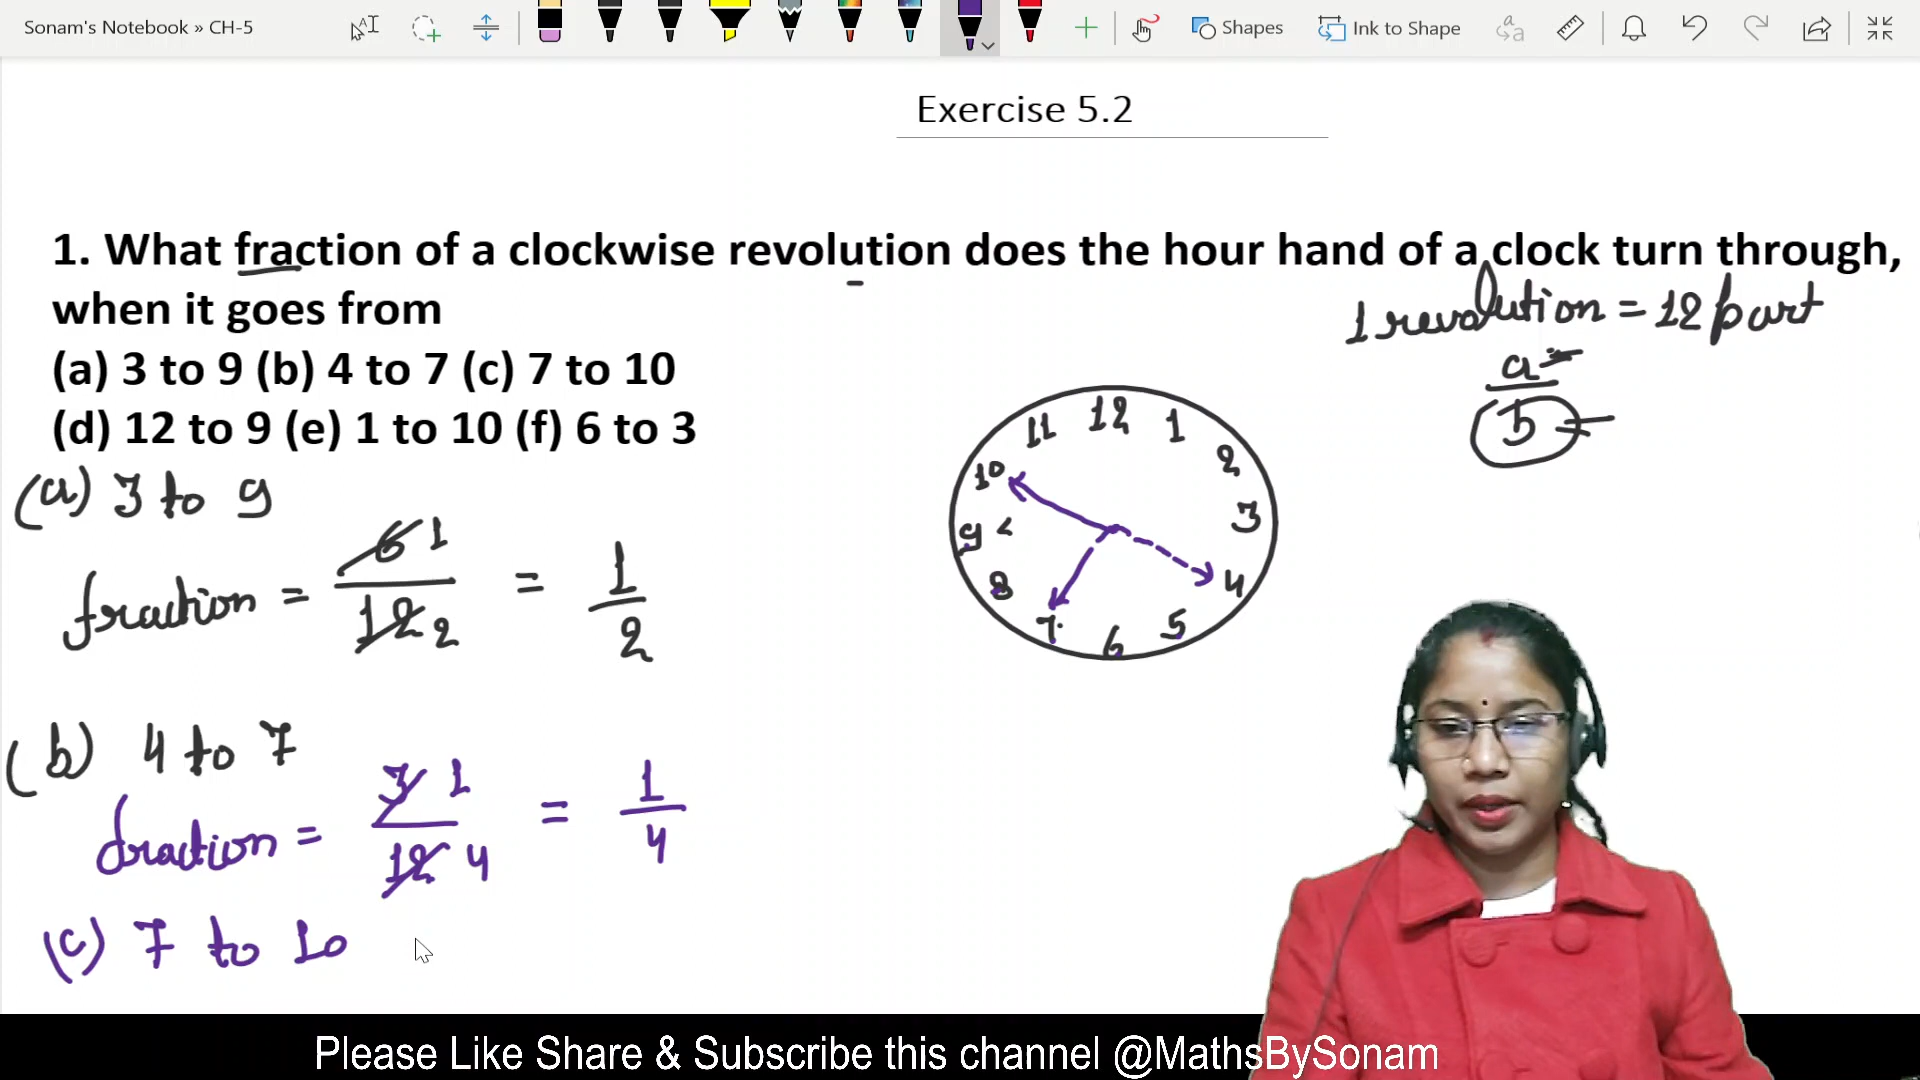 Sonam's Notebook » CH-5
Shapes
Ink to Shape
Exercise 5.2
1. What fraction of a clockwise revolution does the hour hand of a clock turn through,
when it goes from
1 revolution = 12 part
(a) 3 to 9 (b) 4 to 7 (c) 7 to 10
(d) 12 to 9 (e) 1 to 10 (f) 6 to 3
a
b
11 12 1
10 2
9 3
8 4
7 6 5
(a) 3 to 9
fraction = 6 1 / 12 2 = 1/2
(b) 4 to 7
fraction = 3 1 / 12 4 = 1/4
(c) 7 to 10
Please Like Share & Subscribe this channel @MathsBySonam